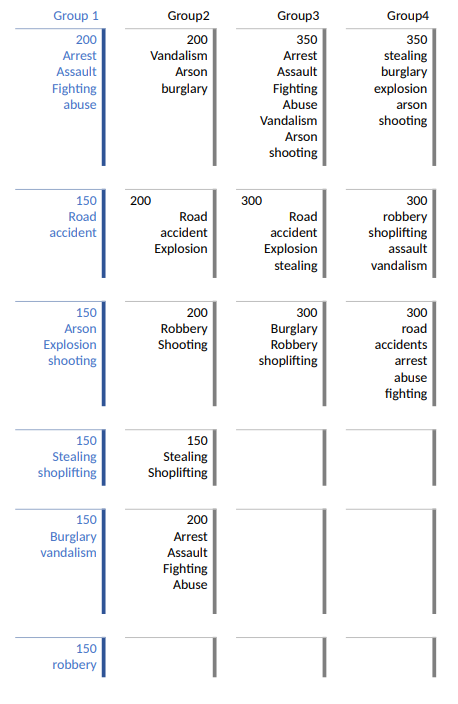 Group 1 Group2 Group3 Group4
200
Arrest
Assault
Fighting
abuse
200
Vandalism
Arson
burglary
350
Arrest
Assault
Fighting
Abuse
Vandalism
Arson
shooting
350
stealing
burglary
explosion
arson
shooting
150
Road
accident
200
Road
accident
Explosion
300
Road
accident
Explosion
stealing
300
robbery
shoplifting
assault
vandalism
150
Arson
Explosion
shooting
200
Robbery
Shooting
300
Burglary
Robbery
shoplifting
300
road
accidents
arrest
abuse
fighting
150
Stealing
shoplifting
150
Stealing
Shoplifting
150
Burglary
vandalism
200
Arrest
Assault
Fighting
Abuse
150
robbery